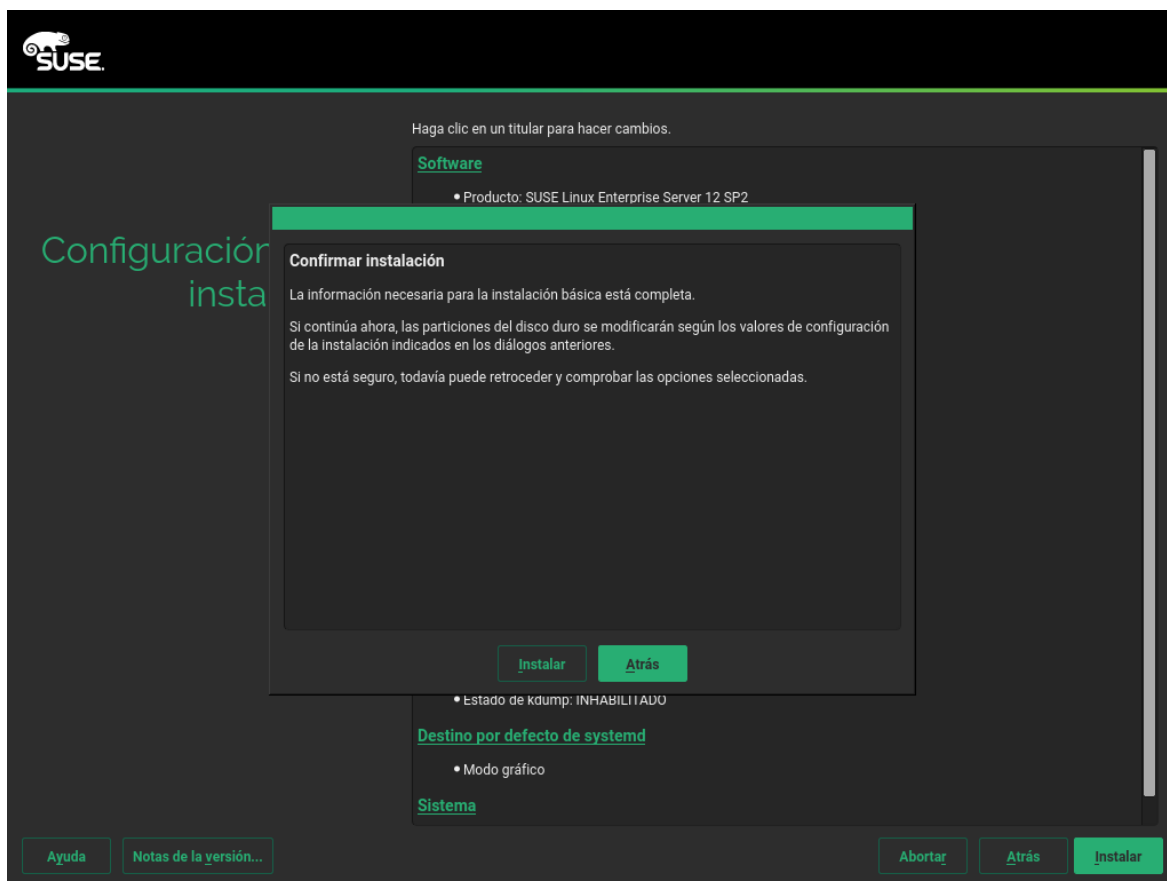 SUSE.
Haga clic en un titular para hacer cambios.
Software
• Producto: SUSE Linux Enterprise Server 12 SP2
Configuración
insta
Confirmar instalación
La información necesaria para la instalación básica está completa.
Si continúa ahora, las particiones del disco duro se modificarán según los valores de configuración
de la instalación indicados en los diálogos anteriores.
Si no está seguro, todavía puede retroceder y comprobar las opciones seleccionadas.
Instalar Atrás
• Estado de kdump: INHABILITADO
Destino por defecto de systemd
• Modo gráfico
Sistema
Ayuda Notas de la versión... Abortar Atrás Instalar